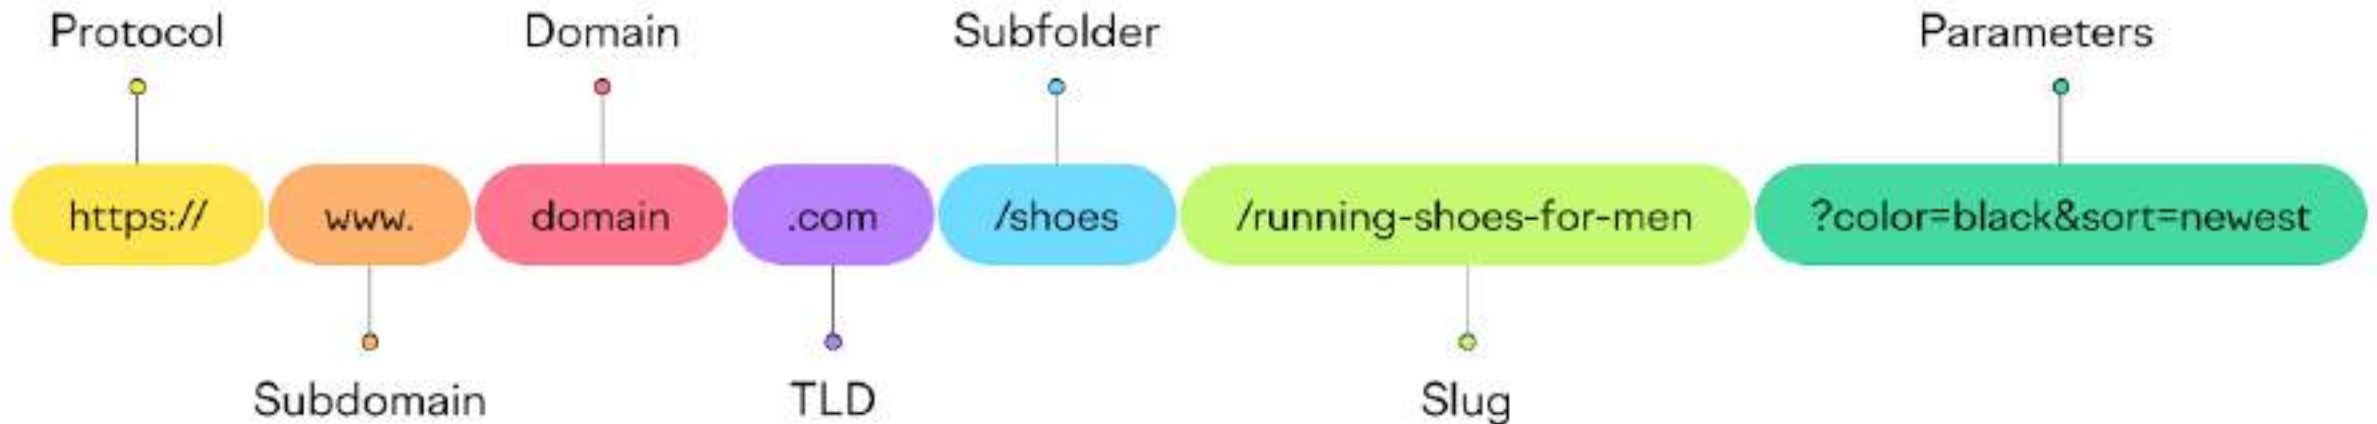 Protocol Domain Subfolder Parameters
https:// www. domain .com /shoes /running-shoes-for-men ?color=black&sort=newest
Subdomain TLD Slug